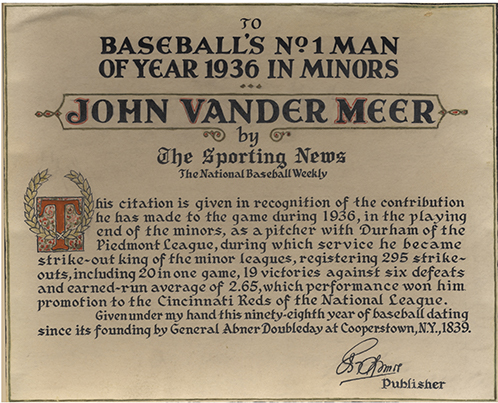 TO
BASEBALL'S No 1 MAN
OF YEAR 1936 IN MINORS
JOHN VANDER MEER
by
The Sporting News
The National Baseball Weekly
This citation is given in recognition of the contribution
he has made to the game during 1936, in the playing
end of the minors, as a pitcher with Durham of the
Piedmont League, during which service he became
strike-out king of the minor leagues, registering 295 strike-
outs, including 20 in one game, 19 victories against six defeats
and earned-run average of 2.65, which performance won him
promotion to the Cincinnati Reds of the National League.
Given under my hand this ninety-eighth year of baseball dating
since its founding by General Abner Doubleday at Cooperstown, N.Y., 1839.
Publisher